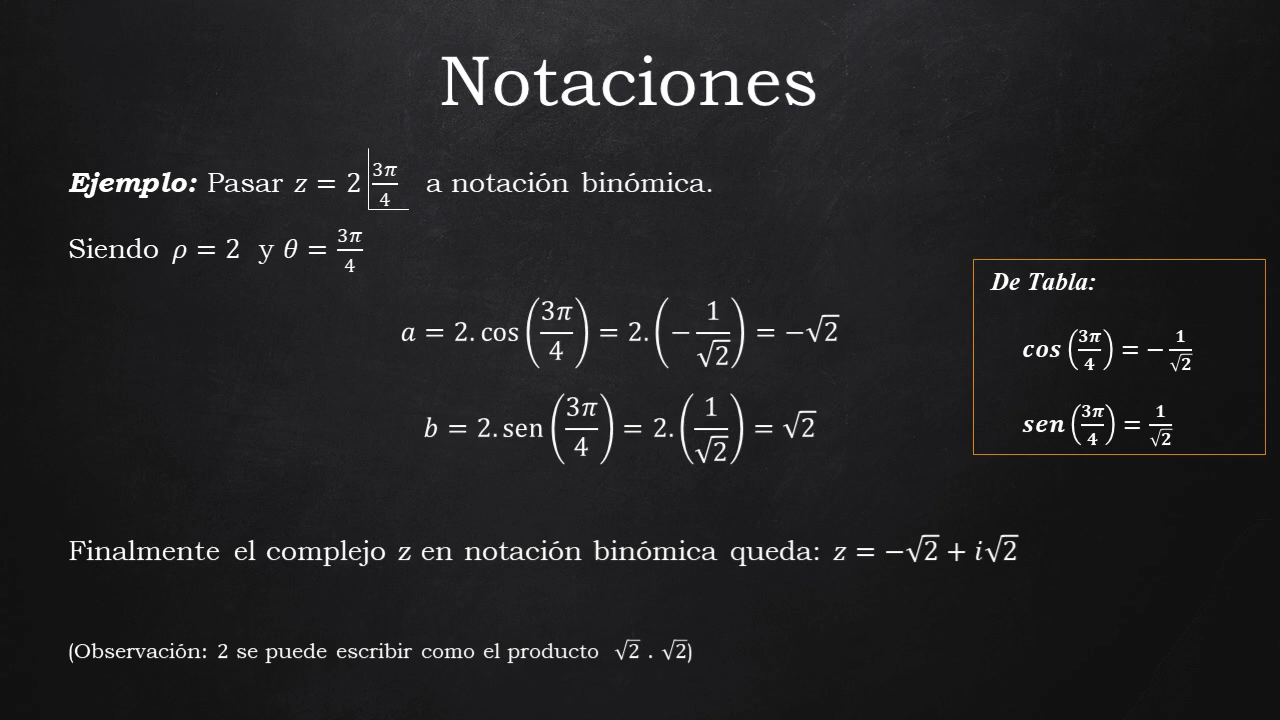 Notaciones
Ejemplo: Pasar z = 2 |3π/4 a notación binómica.
Siendo ρ = 2 y θ = 3π/4
a = 2. cos(3π/4) = 2. (−1/√2) = −√2
b = 2. sen(3π/4) = 2. (1/√2) = √2
De Tabla:
cos(3π/4) = −1/√2
sen(3π/4) = 1/√2
Finalmente el complejo z en notación binómica queda: z = −√2 + i√2
(Observación: 2 se puede escribir como el producto √2 . √2)